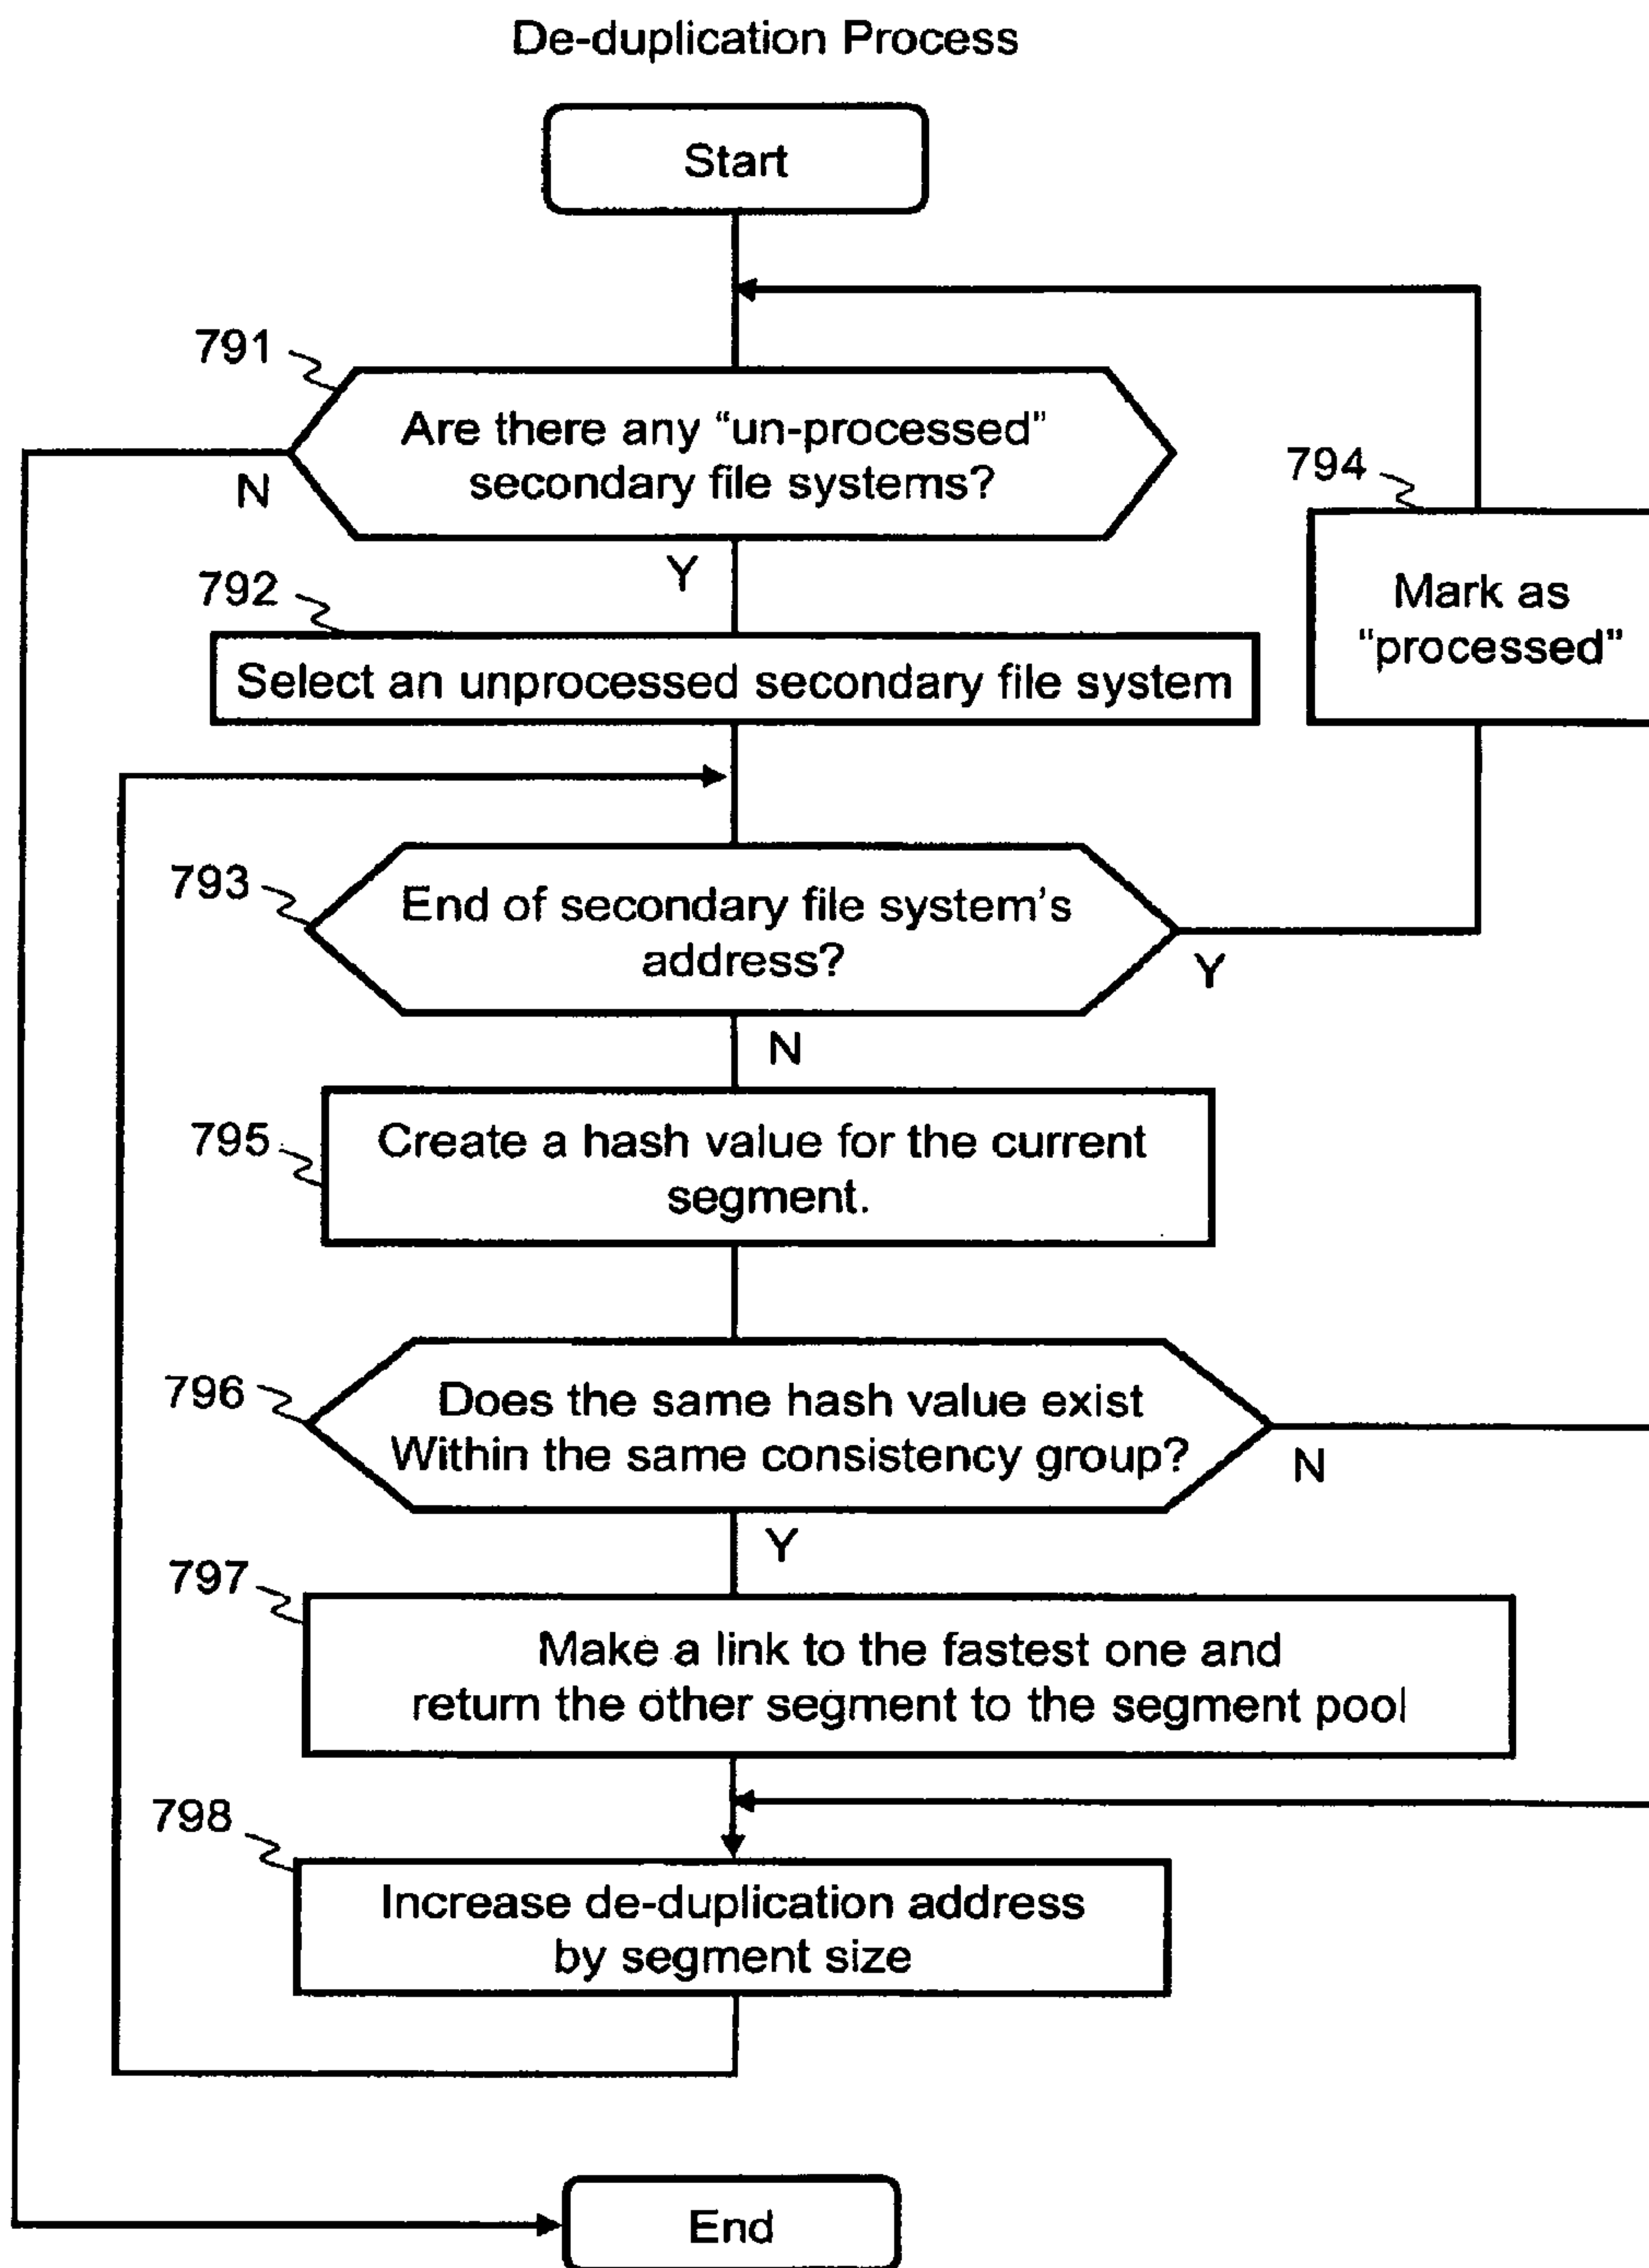 De-duplication Process
Start
791
Are there any “un-processed”
secondary file systems?
N
Y
794
Mark as
“processed”
792
Select an unprocessed secondary file system
793
End of secondary file system’s
address?
Y
N
795
Create a hash value for the current
segment.
796
Does the same hash value exist
Within the same consistency group?
N
Y
797
Make a link to the fastest one and
return the other segment to the segment pool
798
Increase de-duplication address
by segment size
End